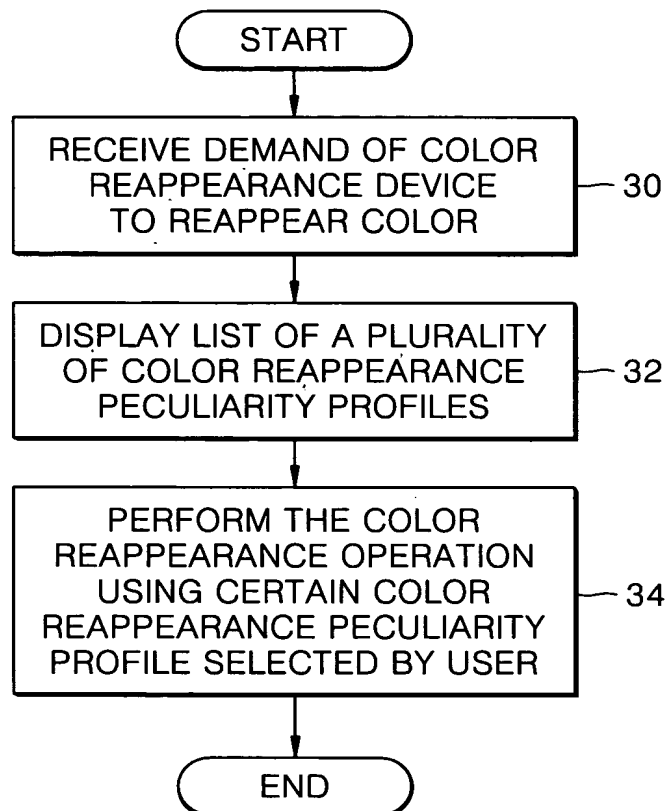 START
RECEIVE DEMAND OF COLOR
REAPPEARANCE DEVICE
TO REAPPEAR COLOR
30
DISPLAY LIST OF A PLURALITY
OF COLOR REAPPEARANCE
PECULIARITY PROFILES
32
PERFORM THE COLOR
REAPPEARANCE OPERATION
USING CERTAIN COLOR
REAPPEARANCE PECULIARITY
PROFILE SELECTED BY USER
34
END